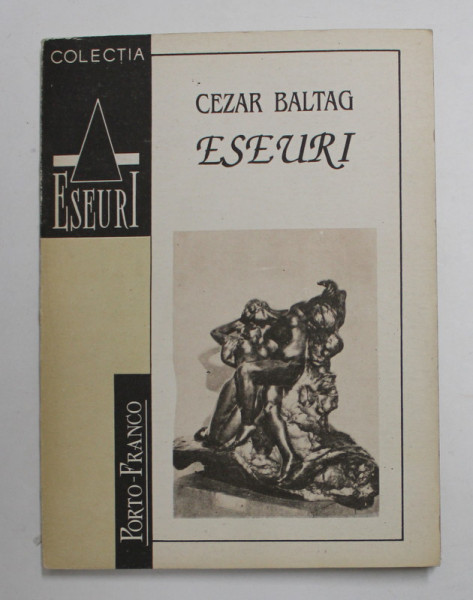 COLECȚIA
ESEURI
CEZAR BALTAG
ESEURI
PORTO-FRANCO